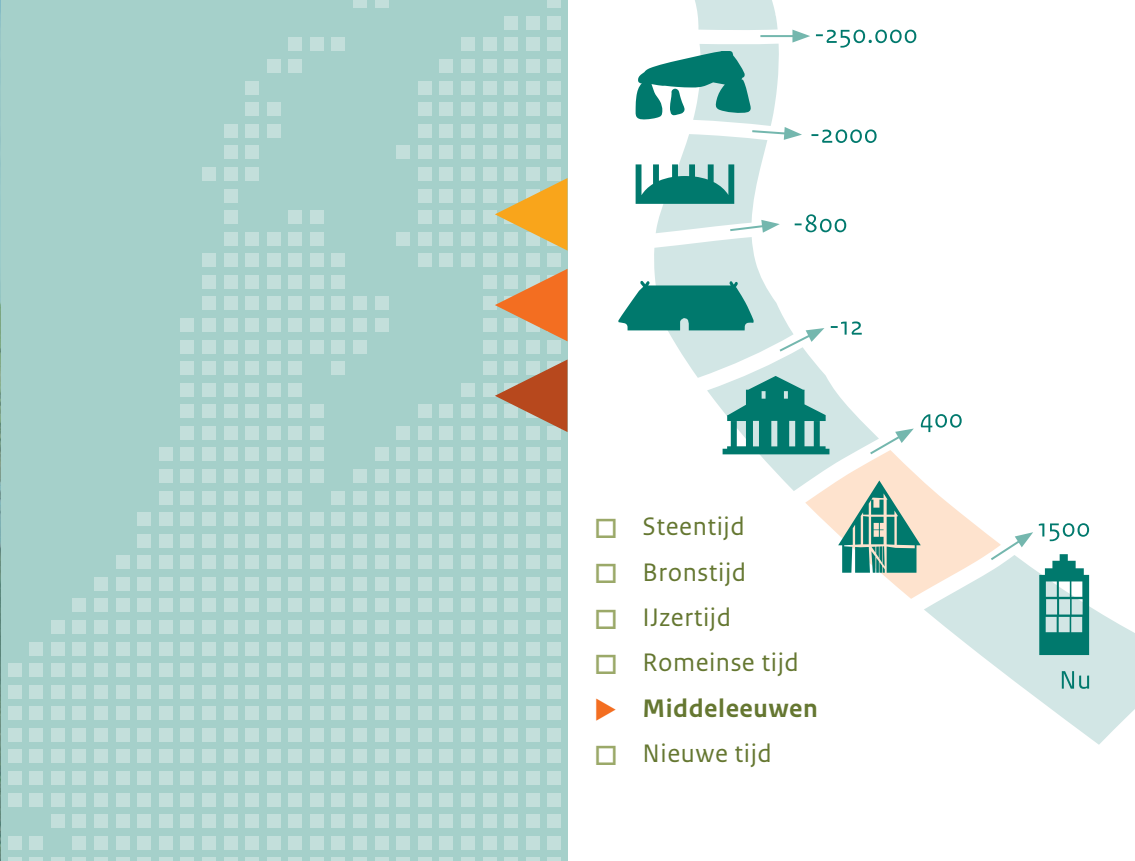 -250.000
-2000
-800
-12
400
1500
Nu
Steentijd
Bronstijd
IJzertijd
Romeinse tijd
Middeleeuwen
Nieuwe tijd